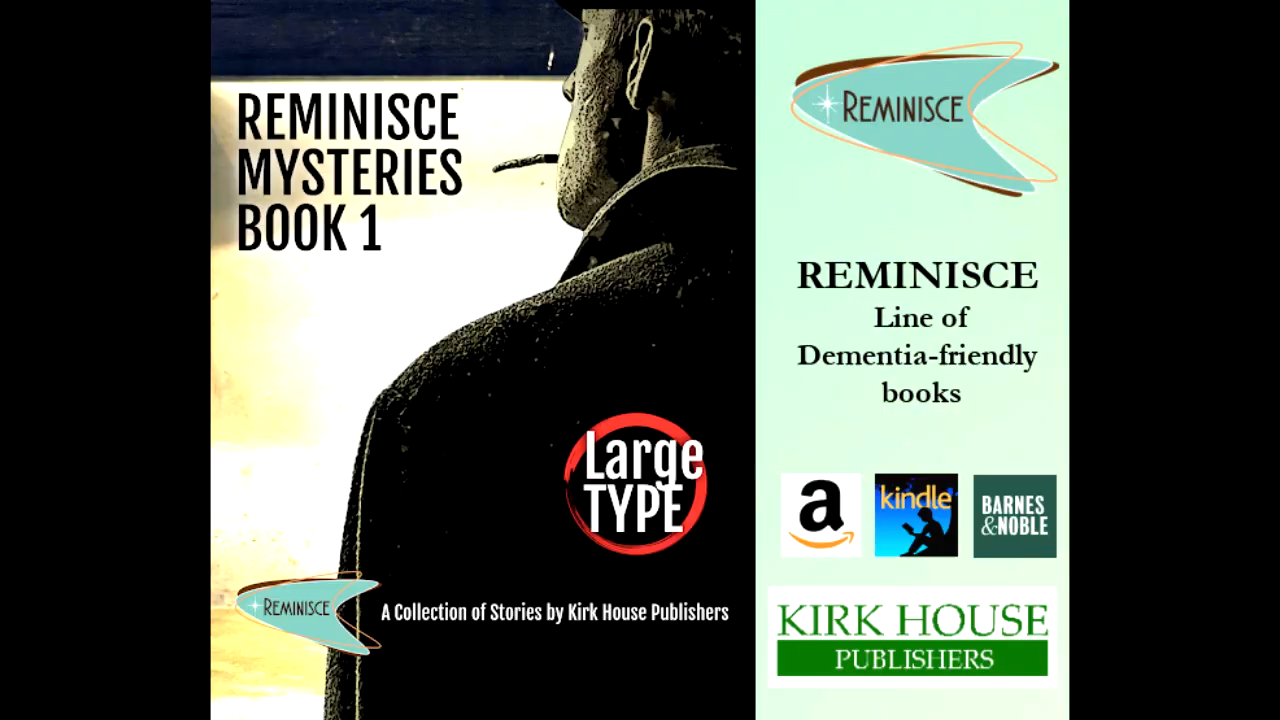 REMINISCE
MYSTERIES
BOOK 1
Large
TYPE
REMINISCE
A Collection of Stories by Kirk House Publishers
REMINISCE
REMINISCE
Line of
Dementia-friendly
books
a
kindle
BARNES
&NOBLE
KIRK HOUSE
PUBLISHERS